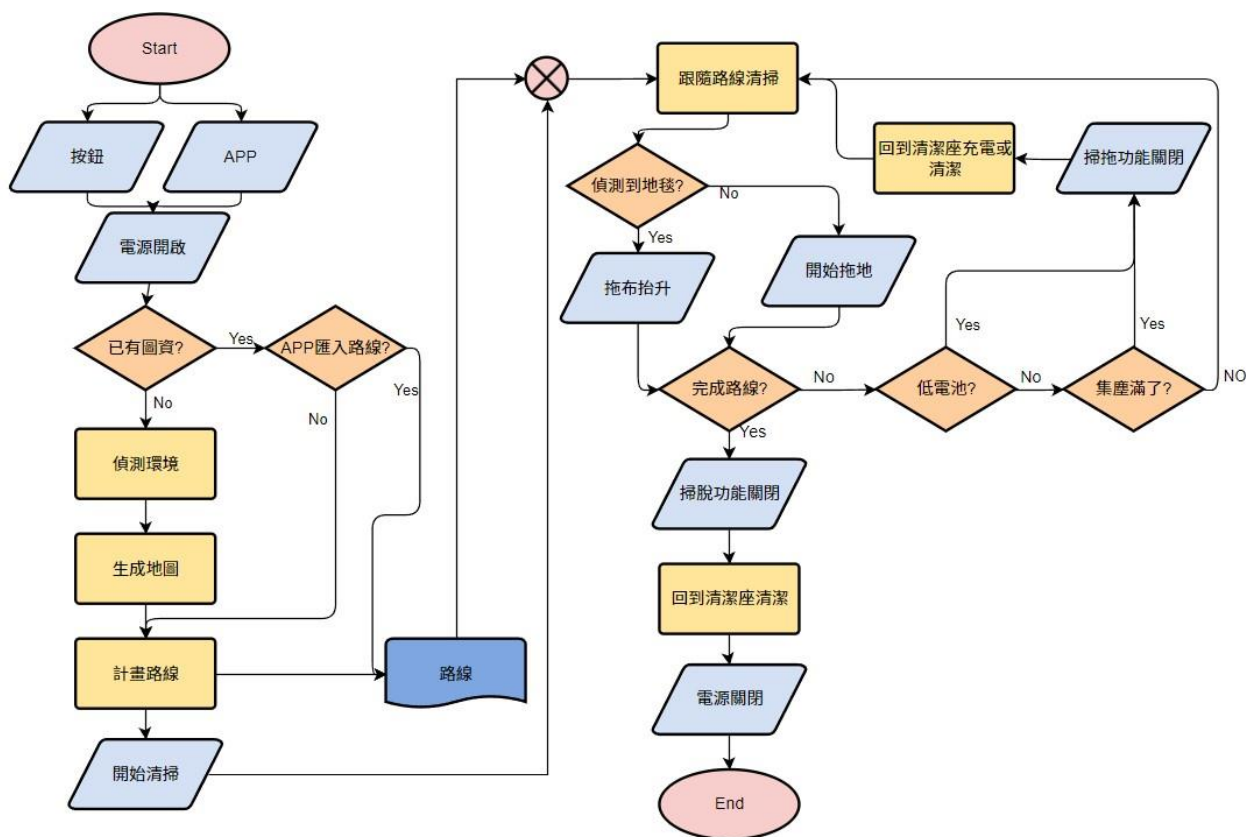 Start
按鈕
APP
電源開啟
已有圖資?
Yes
APP匯入路線?
Yes
No
No
偵測環境
生成地圖
計畫路線
路線
開始清掃
跟隨路線清掃
回到清潔座充電或
清潔
掃拖功能關閉
偵測到地毯?
No
Yes
拖布抬升
開始拖地
Yes
Yes
完成路線?
No
低電池?
No
集塵滿了?
NO
Yes
掃脫功能關閉
回到清潔座清潔
電源關閉
End